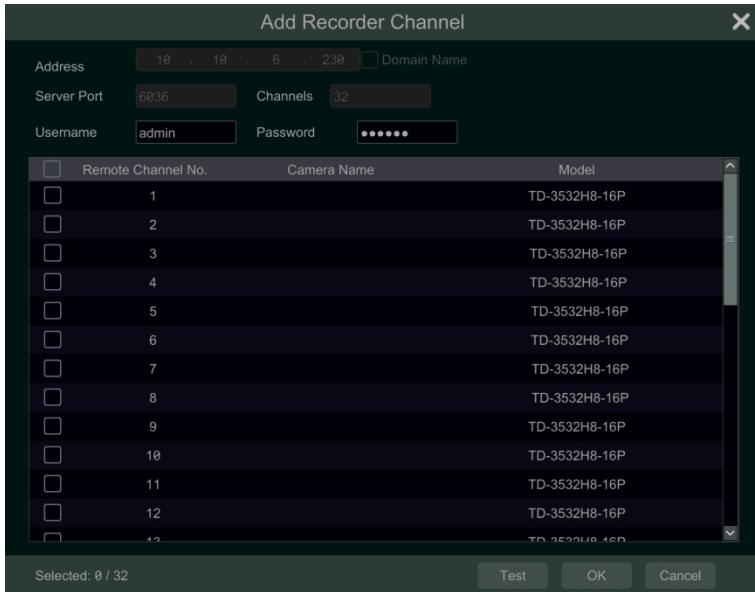 Add Recorder Channel
Address 10 . 10 . 6 . 230 Domain Name
Server Port 6036 Channels 32
Username admin Password ●●●●●●
Remote Channel No. Camera Name Model
1 TD-3532H8-16P
2 TD-3532H8-16P
3 TD-3532H8-16P
4 TD-3532H8-16P
5 TD-3532H8-16P
6 TD-3532H8-16P
7 TD-3532H8-16P
8 TD-3532H8-16P
9 TD-3532H8-16P
10 TD-3532H8-16P
11 TD-3532H8-16P
12 TD-3532H8-16P
13 TD-3532H8-16P
Selected: 0 / 32 Test OK Cancel